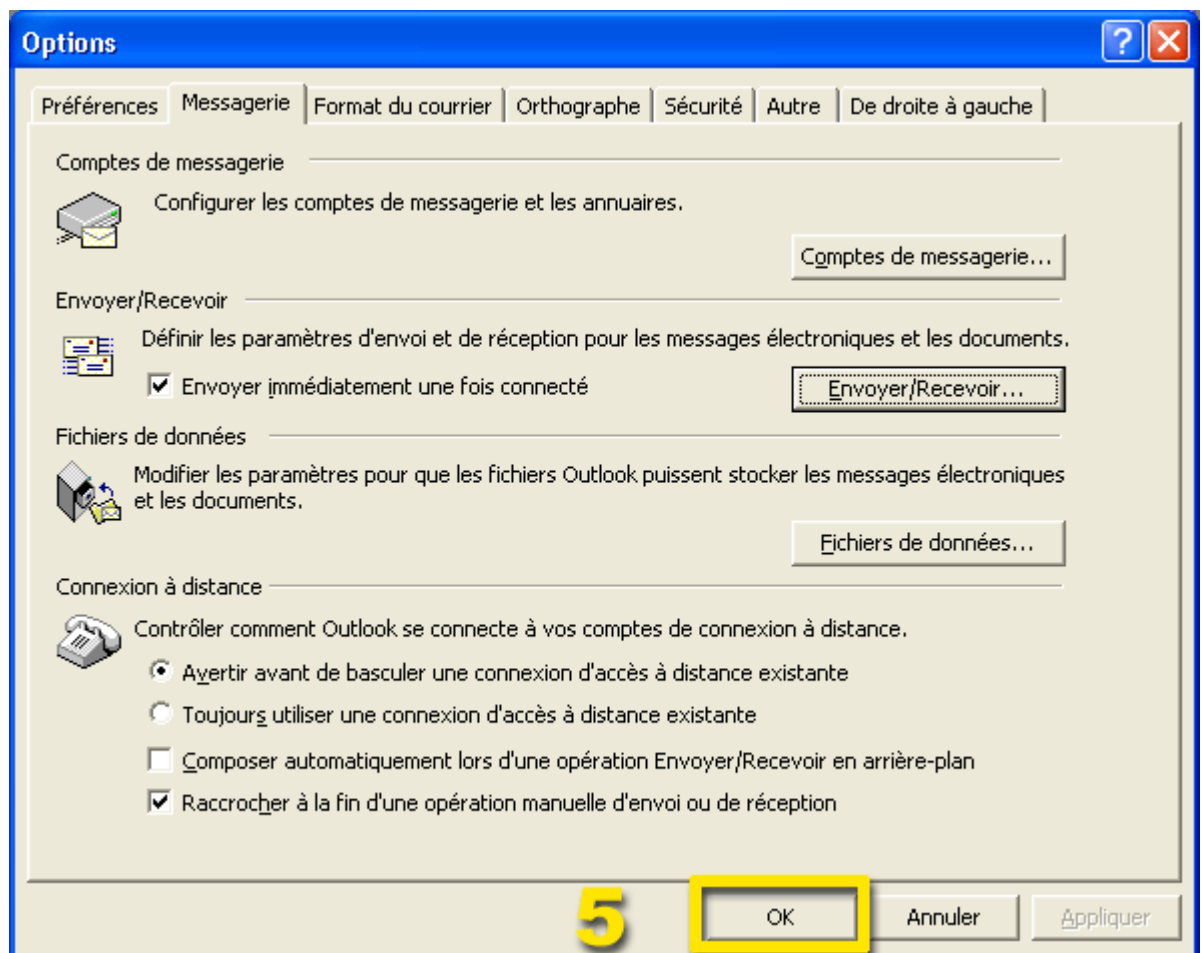 Options
Préférences Messagerie Format du courrier Orthographe Sécurité Autre De droite à gauche
Comptes de messagerie
Configurer les comptes de messagerie et les annuaires.
Comptes de messagerie...
Envoyer/Recevoir
Définir les paramètres d'envoi et de réception pour les messages électroniques et les documents.
Envoyer immédiatement une fois connecté
Envoyer/Recevoir...
Fichiers de données
Modifier les paramètres pour que les fichiers Outlook puissent stocker les messages électroniques
et les documents.
Fichiers de données...
Connexion à distance
Contrôler comment Outlook se connecte à vos comptes de connexion à distance.
Avertir avant de basculer une connexion d'accès à distance existante
Toujours utiliser une connexion d'accès à distance existante
Composer automatiquement lors d'une opération Envoyer/Recevoir en arrière-plan
Raccrocher à la fin d'une opération manuelle d'envoi ou de réception
5 OK Annuler Appliquer